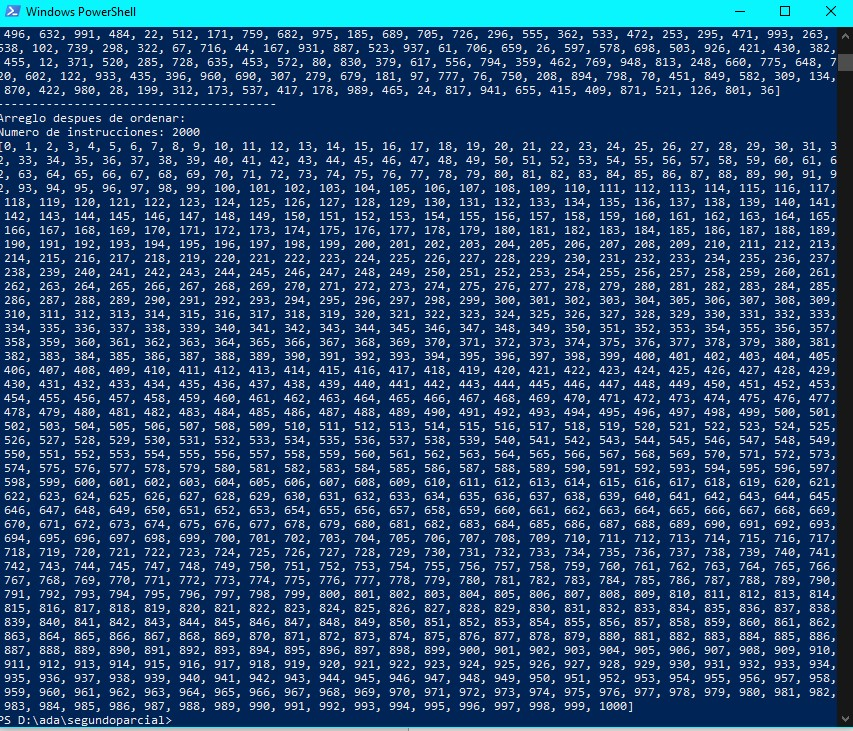 496, 632, 991, 484, 22, 512, 171, 759, 682, 975, 185, 689, 705, 726, 296, 555, 362, 533, 472, 253, 295, 471, 993, 263,
538, 102, 739, 298, 322, 67, 716, 44, 167, 931, 887, 523, 937, 61, 706, 659, 26, 597, 578, 698, 503, 926, 421, 430, 382,
455, 12, 371, 520, 285, 728, 635, 453, 572, 80, 830, 379, 617, 556, 794, 359, 462, 769, 948, 813, 248, 660, 775, 648, 7
20, 602, 122, 933, 435, 396, 960, 690, 307, 279, 679, 181, 97, 777, 76, 750, 208, 894, 798, 70, 451, 849, 582, 309, 134,
870, 422, 980, 28, 199, 312, 173, 537, 417, 178, 989, 465, 24, 817, 941, 655, 415, 409, 871, 521, 126, 801, 36]
---------------------------------------
Arreglo despues de ordenar:
Numero de instrucciones: 2000
[0, 1, 2, 3, 4, 5, 6, 7, 8, 9, 10, 11, 12, 13, 14, 15, 16, 17, 18, 19, 20, 21, 22, 23, 24, 25, 26, 27, 28, 29, 30, 31, 3
2, 33, 34, 35, 36, 37, 38, 39, 40, 41, 42, 43, 44, 45, 46, 47, 48, 49, 50, 51, 52, 53, 54, 55, 56, 57, 58, 59, 60, 61, 6
2, 63, 64, 65, 66, 67, 68, 69, 70, 71, 72, 73, 74, 75, 76, 77, 78, 79, 80, 81, 82, 83, 84, 85, 86, 87, 88, 89, 90, 91, 9
2, 93, 94, 95, 96, 97, 98, 99, 100, 101, 102, 103, 104, 105, 106, 107, 108, 109, 110, 111, 112, 113, 114, 115, 116, 117,
118, 119, 120, 121, 122, 123, 124, 125, 126, 127, 128, 129, 130, 131, 132, 133, 134, 135, 136, 137, 138, 139, 140, 141,
142, 143, 144, 145, 146, 147, 148, 149, 150, 151, 152, 153, 154, 155, 156, 157, 158, 159, 160, 161, 162, 163, 164, 165,
166, 167, 168, 169, 170, 171, 172, 173, 174, 175, 176, 177, 178, 179, 180, 181, 182, 183, 184, 185, 186, 187, 188, 189,
190, 191, 192, 193, 194, 195, 196, 197, 198, 199, 200, 201, 202, 203, 204, 205, 206, 207, 208, 209, 210, 211, 212, 213,
214, 215, 216, 217, 218, 219, 220, 221, 222, 223, 224, 225, 226, 227, 228, 229, 230, 231, 232, 233, 234, 235, 236, 237,
238, 239, 240, 241, 242, 243, 244, 245, 246, 247, 248, 249, 250, 251, 252, 253, 254, 255, 256, 257, 258, 259, 260, 261,
262, 263, 264, 265, 266, 267, 268, 269, 270, 271, 272, 273, 274, 275, 276, 277, 278, 279, 280, 281, 282, 283, 284, 285,
286, 287, 288, 289, 290, 291, 292, 293, 294, 295, 296, 297, 298, 299, 300, 301, 302, 303, 304, 305, 306, 307, 308, 309,
310, 311, 312, 313, 314, 315, 316, 317, 318, 319, 320, 321, 322, 323, 324, 325, 326, 327, 328, 329, 330, 331, 332, 333,
334, 335, 336, 337, 338, 339, 340, 341, 342, 343, 344, 345, 346, 347, 348, 349, 350, 351, 352, 353, 354, 355, 356, 357,
358, 359, 360, 361, 362, 363, 364, 365, 366, 367, 368, 369, 370, 371, 372, 373, 374, 375, 376, 377, 378, 379, 380, 381,
382, 383, 384, 385, 386, 387, 388, 389, 390, 391, 392, 393, 394, 395, 396, 397, 398, 399, 400, 401, 402, 403, 404, 405,
406, 407, 408, 409, 410, 411, 412, 413, 414, 415, 416, 417, 418, 419, 420, 421, 422, 423, 424, 425, 426, 427, 428, 429,
430, 431, 432, 433, 434, 435, 436, 437, 438, 439, 440, 441, 442, 443, 444, 445, 446, 447, 448, 449, 450, 451, 452, 453,
454, 455, 456, 457, 458, 459, 460, 461, 462, 463, 464, 465, 466, 467, 468, 469, 470, 471, 472, 473, 474, 475, 476, 477,
478, 479, 480, 481, 482, 483, 484, 485, 486, 487, 488, 489, 490, 491, 492, 493, 494, 495, 496, 497, 498, 499, 500, 501,
502, 503, 504, 505, 506, 507, 508, 509, 510, 511, 512, 513, 514, 515, 516, 517, 518, 519, 520, 521, 522, 523, 524, 525,
526, 527, 528, 529, 530, 531, 532, 533, 534, 535, 536, 537, 538, 539, 540, 541, 542, 543, 544, 545, 546, 547, 548, 549,
550, 551, 552, 553, 554, 555, 556, 557, 558, 559, 560, 561, 562, 563, 564, 565, 566, 567, 568, 569, 570, 571, 572, 573,
574, 575, 576, 577, 578, 579, 580, 581, 582, 583, 584, 585, 586, 587, 588, 589, 590, 591, 592, 593, 594, 595, 596, 597,
598, 599, 600, 601, 602, 603, 604, 605, 606, 607, 608, 609, 610, 611, 612, 613, 614, 615, 616, 617, 618, 619, 620, 621,
622, 623, 624, 625, 626, 627, 628, 629, 630, 631, 632, 633, 634, 635, 636, 637, 638, 639, 640, 641, 642, 643, 644, 645,
646, 647, 648, 649, 650, 651, 652, 653, 654, 655, 656, 657, 658, 659, 660, 661, 662, 663, 664, 665, 666, 667, 668, 669,
670, 671, 672, 673, 674, 675, 676, 677, 678, 679, 680, 681, 682, 683, 684, 685, 686, 687, 688, 689, 690, 691, 692, 693,
694, 695, 696, 697, 698, 699, 700, 701, 702, 703, 704, 705, 706, 707, 708, 709, 710, 711, 712, 713, 714, 715, 716, 717,
718, 719, 720, 721, 722, 723, 724, 725, 726, 727, 728, 729, 730, 731, 732, 733, 734, 735, 736, 737, 738, 739, 740, 741,
742, 743, 744, 745, 747, 748, 749, 750, 751, 752, 753, 754, 755, 756, 757, 758, 759, 760, 761, 762, 763, 764, 765, 766,
767, 768, 769, 770, 771, 772, 773, 774, 775, 776, 777, 778, 779, 780, 781, 782, 783, 784, 785, 786, 787, 788, 789, 790,
791, 792, 793, 794, 795, 796, 797, 798, 799, 800, 801, 802, 803, 804, 805, 806, 807, 808, 809, 810, 811, 812, 813, 814,
815, 816, 817, 818, 819, 820, 821, 822, 823, 824, 825, 826, 827, 828, 829, 830, 831, 832, 833, 834, 835, 836, 837, 838,
839, 840, 841, 842, 843, 844, 845, 846, 847, 848, 849, 850, 851, 852, 853, 854, 855, 856, 857, 858, 859, 860, 861, 862,
863, 864, 865, 866, 867, 868, 869, 870, 871, 872, 873, 874, 875, 876, 877, 878, 879, 880, 881, 882, 883, 884, 885, 886,
887, 888, 889, 890, 891, 892, 893, 894, 895, 896, 897, 898, 899, 900, 901, 902, 903, 904, 905, 906, 907, 908, 909, 910,
911, 912, 913, 914, 915, 916, 917, 918, 919, 920, 921, 922, 923, 924, 925, 926, 927, 928, 929, 930, 931, 932, 933, 934,
935, 936, 937, 938, 939, 940, 941, 942, 943, 944, 945, 946, 947, 948, 949, 950, 951, 952, 953, 954, 955, 956, 957, 958,
959, 960, 961, 962, 963, 964, 965, 966, 967, 968, 969, 970, 971, 972, 973, 974, 975, 976, 977, 978, 979, 980, 981, 982,
983, 984, 985, 986, 987, 988, 989, 990, 991, 992, 993, 994, 995, 996, 997, 998, 999, 1000]
PS D:\ada\segundoparcial>
Windows PowerShell